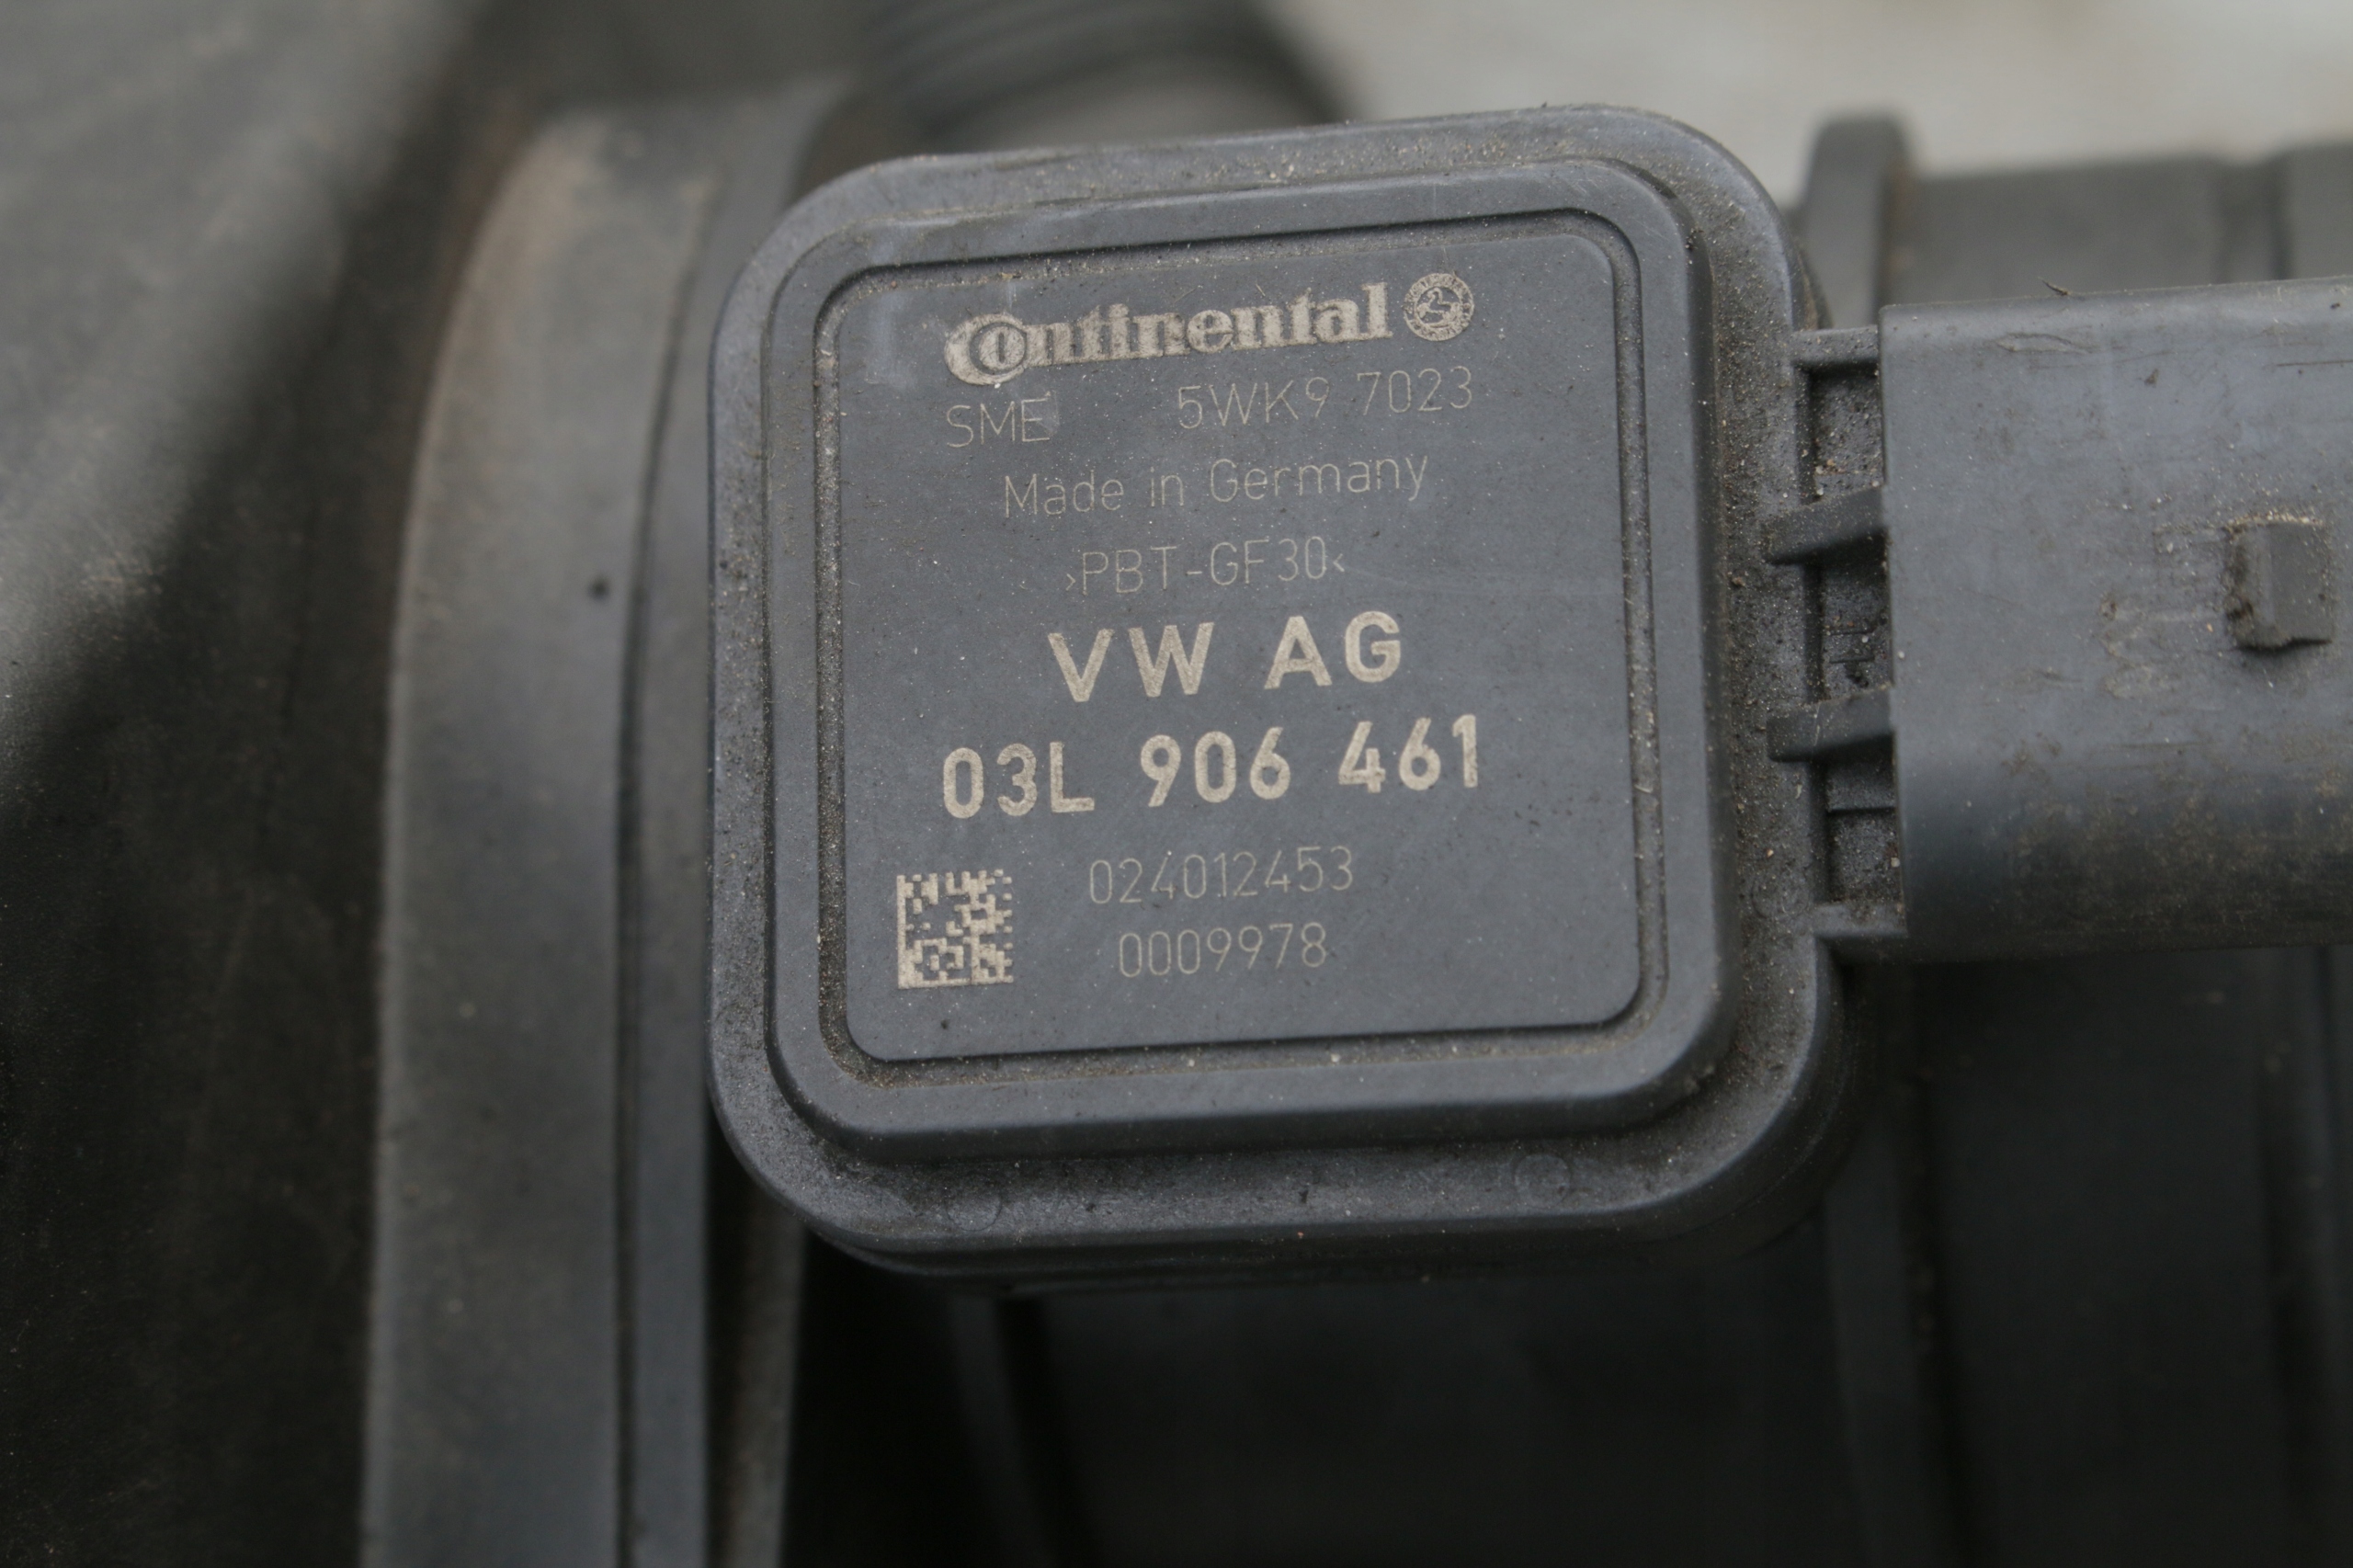 Continental
SME 5WK9 7023
Made in Germany
>PBT-GF30<
VW AG
03L 906 461
024012453
0009978